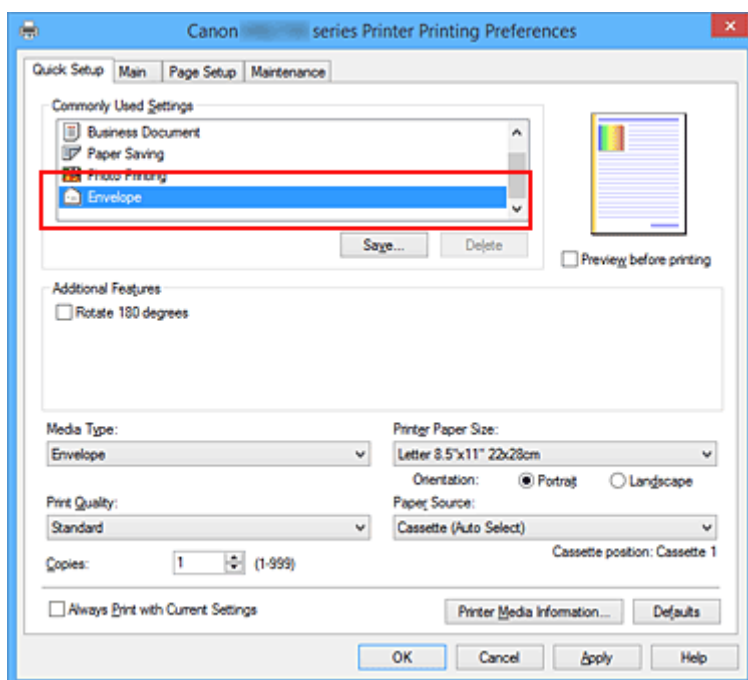 Canon series Printer Printing Preferences
Quick Setup Main Page Setup Maintenance
Commonly Used Settings
Business Document
Paper Saving
Photo Printing
Envelope
Save... Delete
Preview before printing
Additional Features
Rotate 180 degrees
Media Type: Printer Paper Size:
Envelope Letter 8.5"x11" 22x28cm
Orientation: Portrait Landscape
Print Quality: Paper Source:
Standard Cassette (Auto Select)
Cassette position: Cassette 1
Copies: 1 (1-999)
Always Print with Current Settings Printer Media Information... Defaults
OK Cancel Apply Help